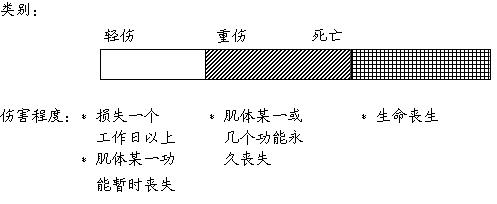 类别:
轻伤 重伤 死亡
伤害程度: * 损失一个 * 肌体某一或 * 生命丧生
工作日以上 几个功能永
* 肌体某一功 久丧失
能暂时丧失